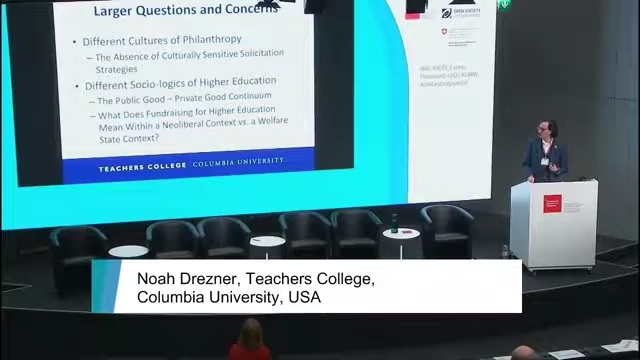 Larger Questions and Concerns
• Different Cultures of Philanthropy
– The Absence of Culturally Sensitive Solicitation
Strategies
• Different Socio-logics of Higher Education
– The Public Good – Private Good Continuum
– What Does Fundraising for Higher Education
Mean Within a Neoliberal Context vs. a Welfare
State Context?
TEACHERS COLLEGE COLUMBIA UNIVERSITY
OPEN SOCIETY
Noah Drezner, Teachers College,
Columbia University, USA